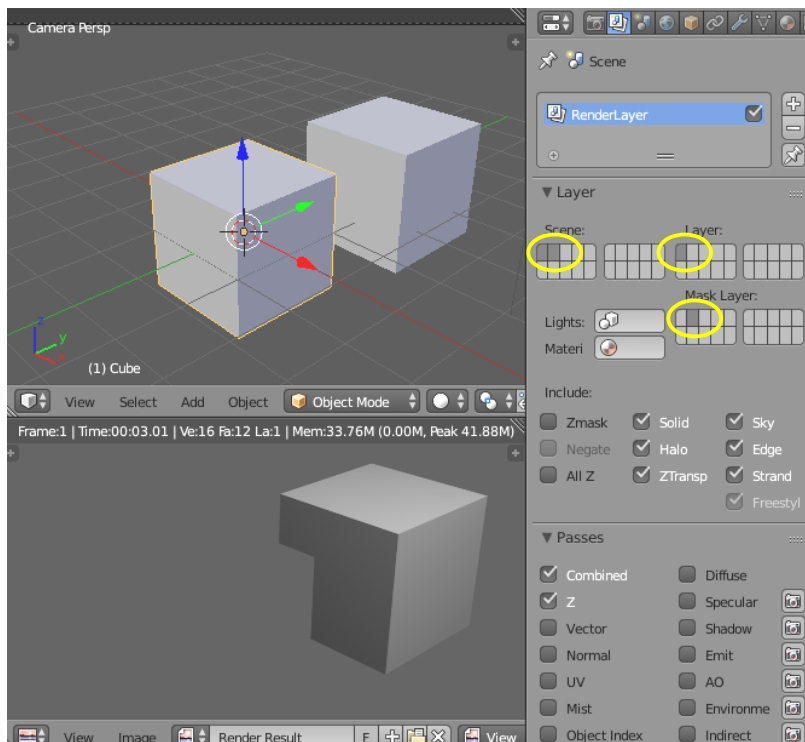 Camera Persp
z
y
x
(1) Cube
View Select Add Object Object Mode
Frame:1 | Time:00:03.01 | Ve:16 Fa:12 La:1 | Mem:33.76M (0.00M, Peak 41.88M)
View Image Render Result F View
Scene
RenderLayer
Layer
Scene: Layer:
Mask Layer:
Lights:
Materi
Include:
Zmask Solid Sky
Negate Halo Edge
All Z ZTransp Strand
Freestyl
Passes
Combined Diffuse
Z Specular
Vector Shadow
Normal Emit
UV AO
Mist Environme
Object Index Indirect